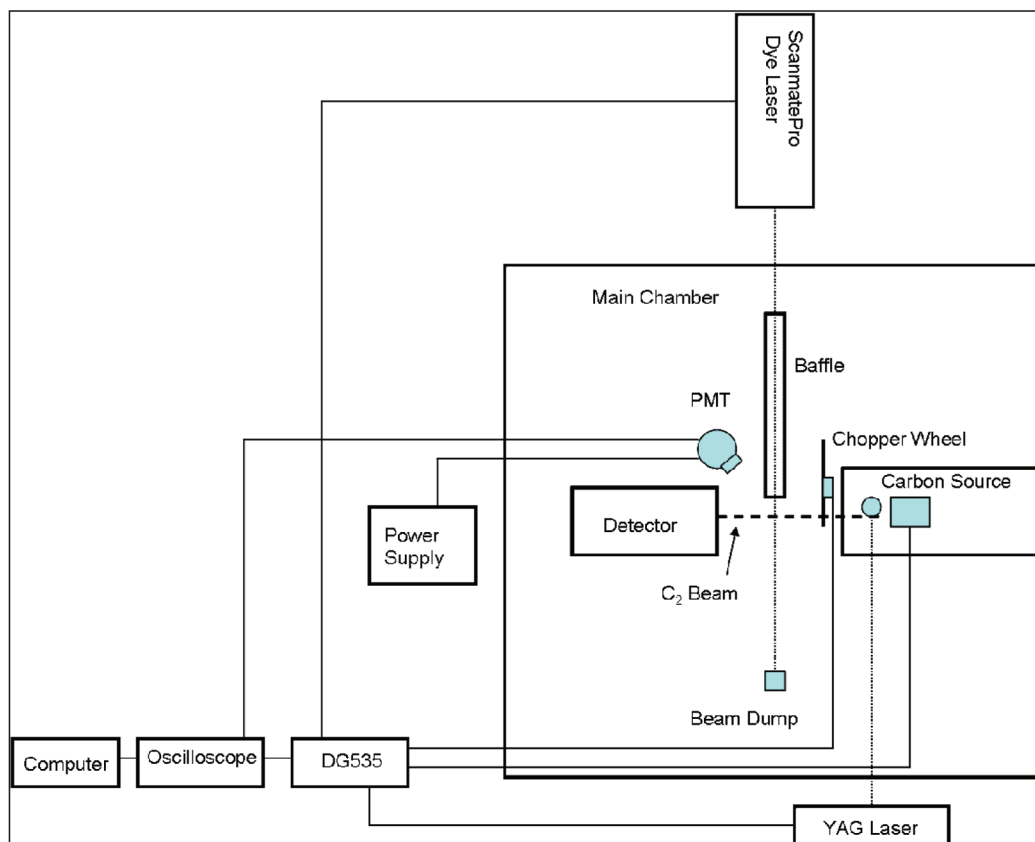 ScanmatePro
Dye Laser
Main Chamber
Baffle
PMT
Chopper Wheel
Carbon Source
Detector
Power
Supply
C₂ Beam
Beam Dump
Computer
Oscilloscope
DG535
YAG Laser